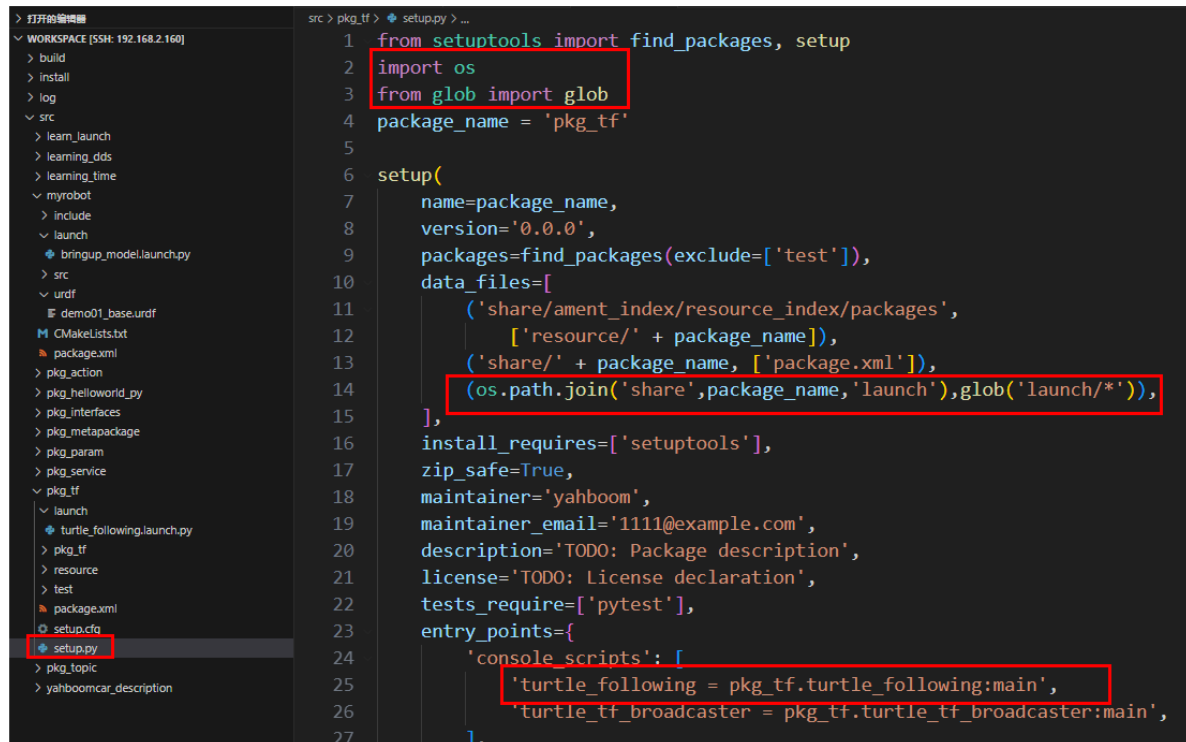 打开的编辑器
WORKSPACE [SSH: 192.168.2.160]
build
install
log
src
learn_launch
learning_dds
learning_time
myrobot
include
launch
bringup_model.launch.py
src
urdf
demo01_base.urdf
CMakeLists.txt
package.xml
pkg_action
pkg_helloworld_py
pkg_interfaces
pkg_metapackage
pkg_param
pkg_service
pkg_tf
launch
turtle_following.launch.py
pkg_tf
resource
test
package.xml
setup.cfg
setup.py
pkg_topic
yahboomcar_description
src > pkg_tf > setup.py > ...
1 from setuptools import find_packages, setup
2 import os
3 from glob import glob
4 package_name = 'pkg_tf'
5
6 setup(
7     name=package_name,
8     version='0.0.0',
9     packages=find_packages(exclude=['test']),
10     data_files=[
11         ('share/ament_index/resource_index/packages',
12             ['resource/' + package_name]),
13         ('share/' + package_name, ['package.xml']),
14         (os.path.join('share',package_name,'launch'),glob('launch/*')),
15     ],
16     install_requires=['setuptools'],
17     zip_safe=True,
18     maintainer='yahboom',
19     maintainer_email='1111@example.com',
20     description='TODO: Package description',
21     license='TODO: License declaration',
22     tests_require=['pytest'],
23     entry_points={
24         'console_scripts': [
25             'turtle_following = pkg_tf.turtle_following:main',
26             'turtle_tf_broadcaster = pkg_tf.turtle_tf_broadcaster:main',
27         ],